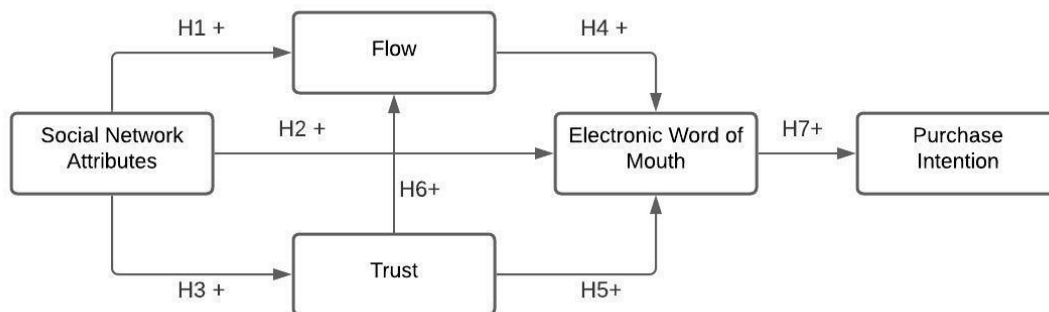 H1 +
Flow
H4 +
Social Network
Attributes
H2 +
Electronic Word of
Mouth
H7+
Purchase
Intention
H6+
H3 +
Trust
H5+